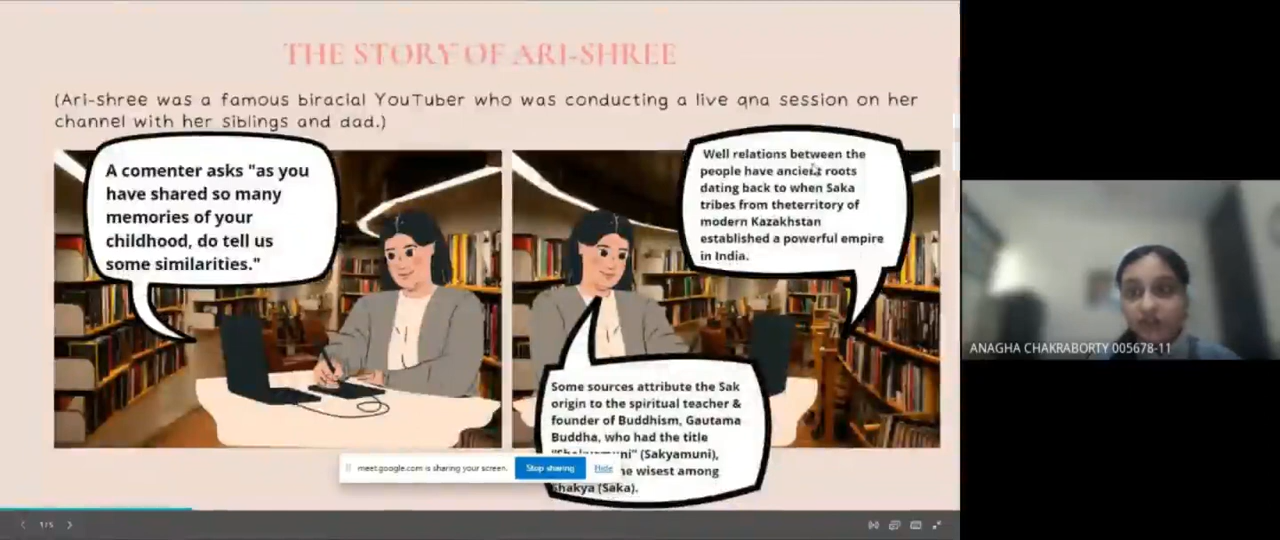 THE STORY OF ARI-SHREE
(Ari-shree was a famous biracial YouTuber who was conducting a live qna session on her
channel with her siblings and dad.)
A comenter asks "as you
have shared so many
memories of your
childhood, do tell us
some similarities."
Well relations between the
people have ancient roots
dating back to when Saka
tribes from theterritory of
modern Kazakhstan
established a powerful empire
in India.
Some sources attribute the Sak
origin to the spiritual teacher &
founder of Buddhism, Gautama
Buddha, who had the title
(Sakyamuni),
wisest among
Shakya (Saka).
meet.google.com is sharing your screen.
Stop sharing
Hide
1/5
ANAGHA CHAKRABORTY 005678-11